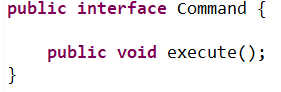 public interface Command {
    public void execute();
}